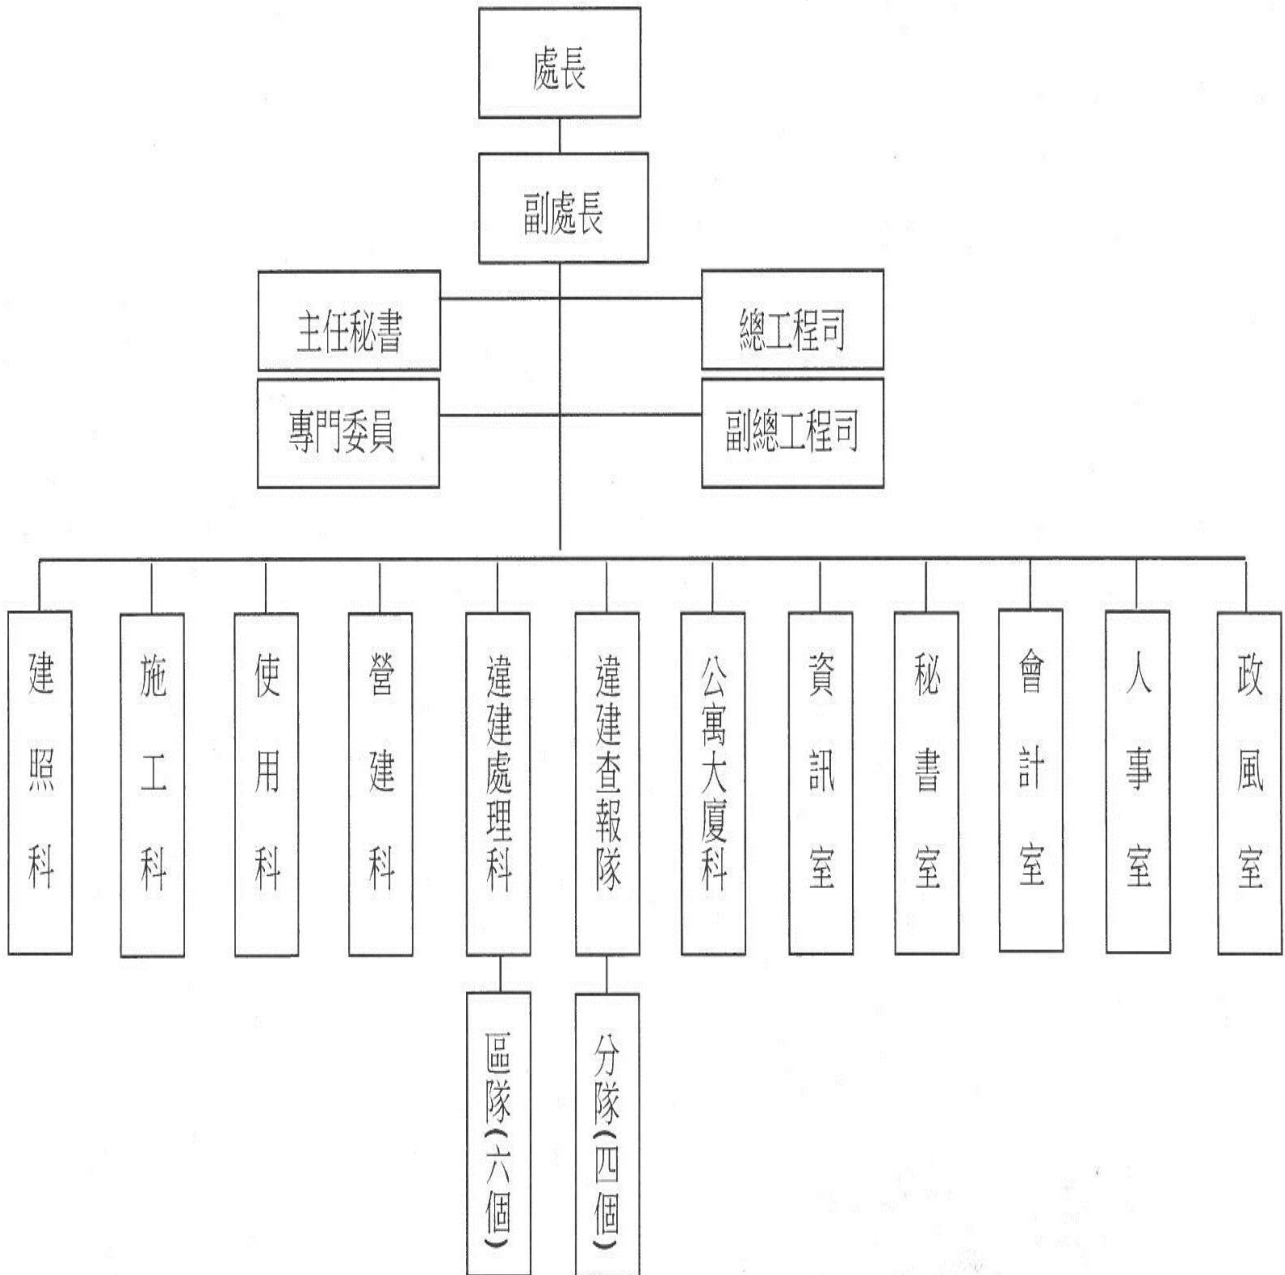 處長
副處長
主任秘書
總工程司
專門委員
副總工程司
建照科
施工科
使用科
營建科
違建處理科
違建查報隊
公寓大廈科
資訊室
秘書室
會計室
人事室
政風室
區隊(六個)
分隊(四個)